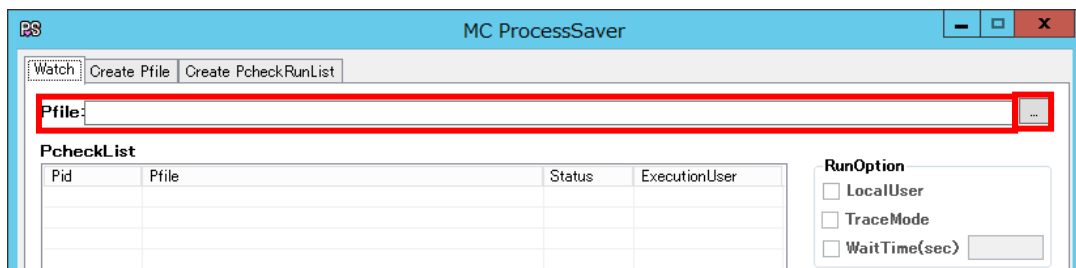 PS MC ProcessSaver x
Watch Create Pfile Create PcheckRunList
Pfile: ...
PcheckList
Pid Pfile Status ExecutionUser
RunOption
LocalUser
TraceMode
WaitTime(sec)